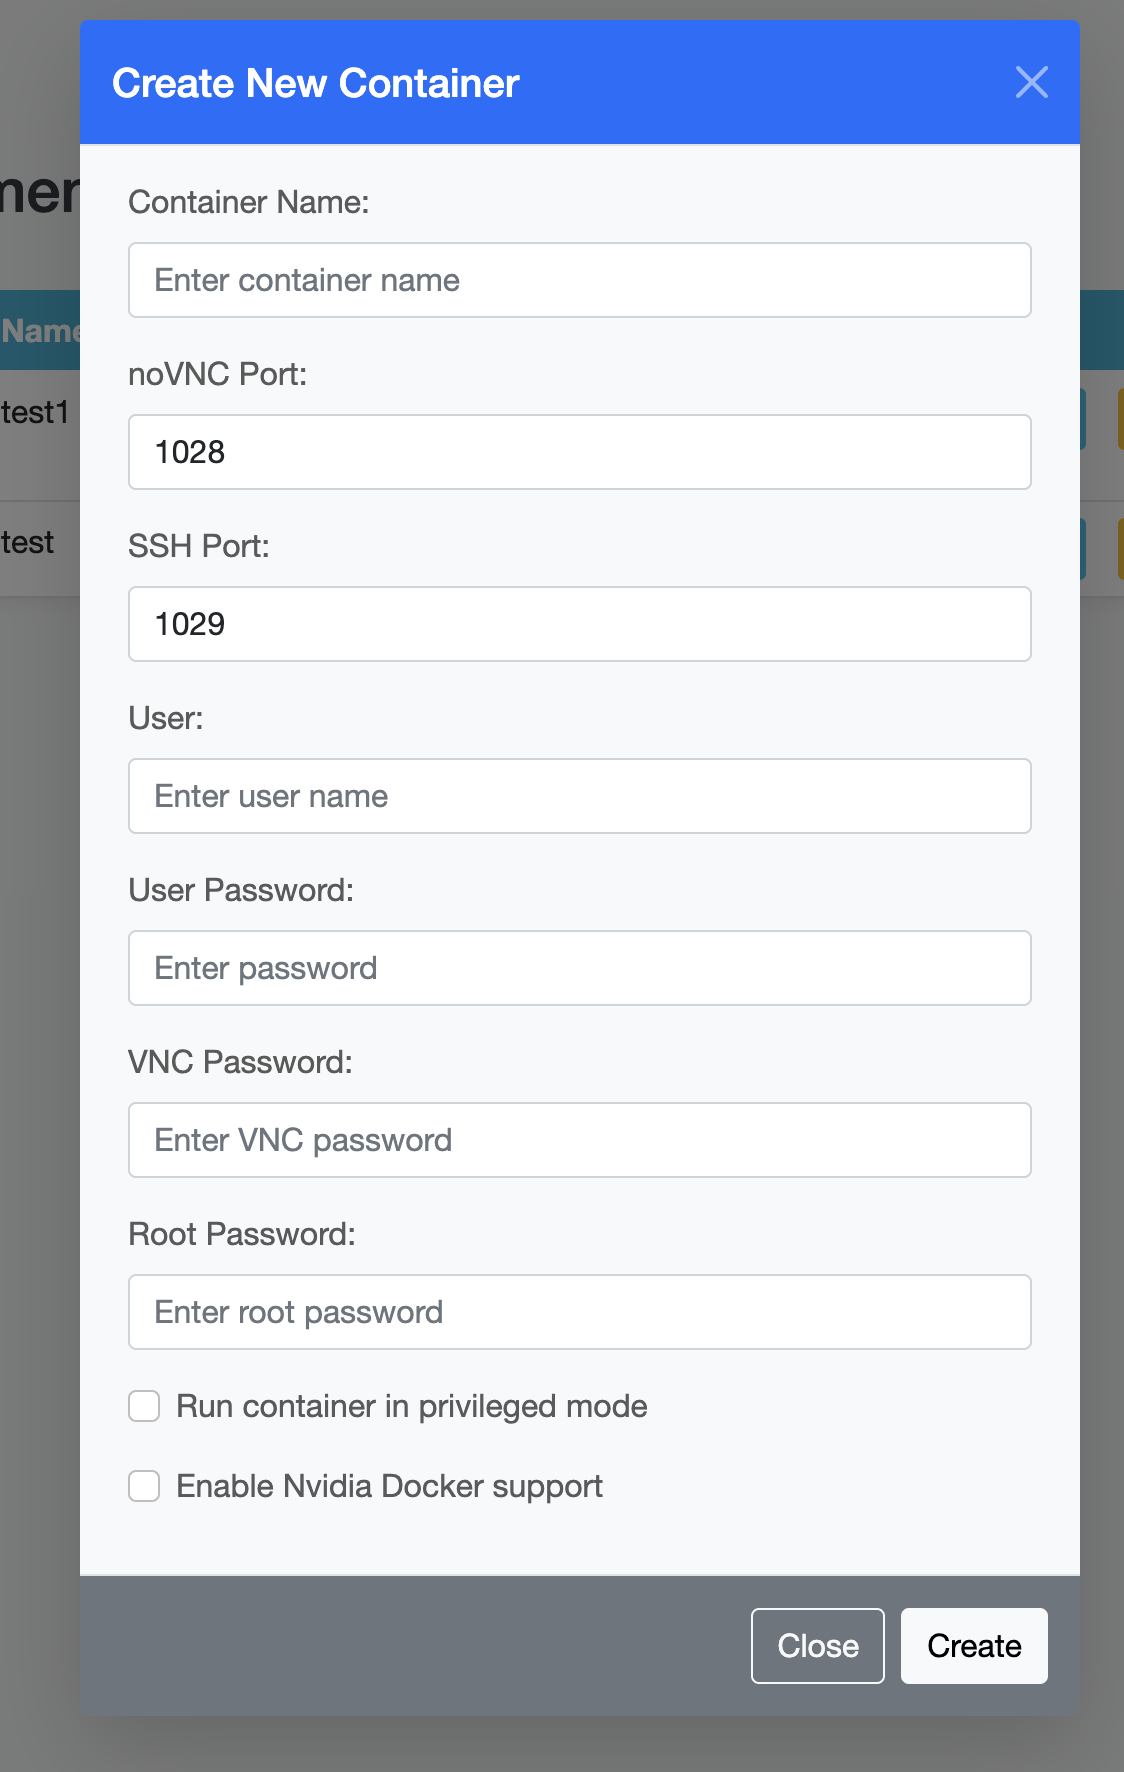 Create New Container
Container Name:
Enter container name
noVNC Port:
1028
SSH Port:
1029
User:
Enter user name
User Password:
Enter password
VNC Password:
Enter VNC password
Root Password:
Enter root password
Run container in privileged mode
Enable Nvidia Docker support
Close
Create
Name
test1
test